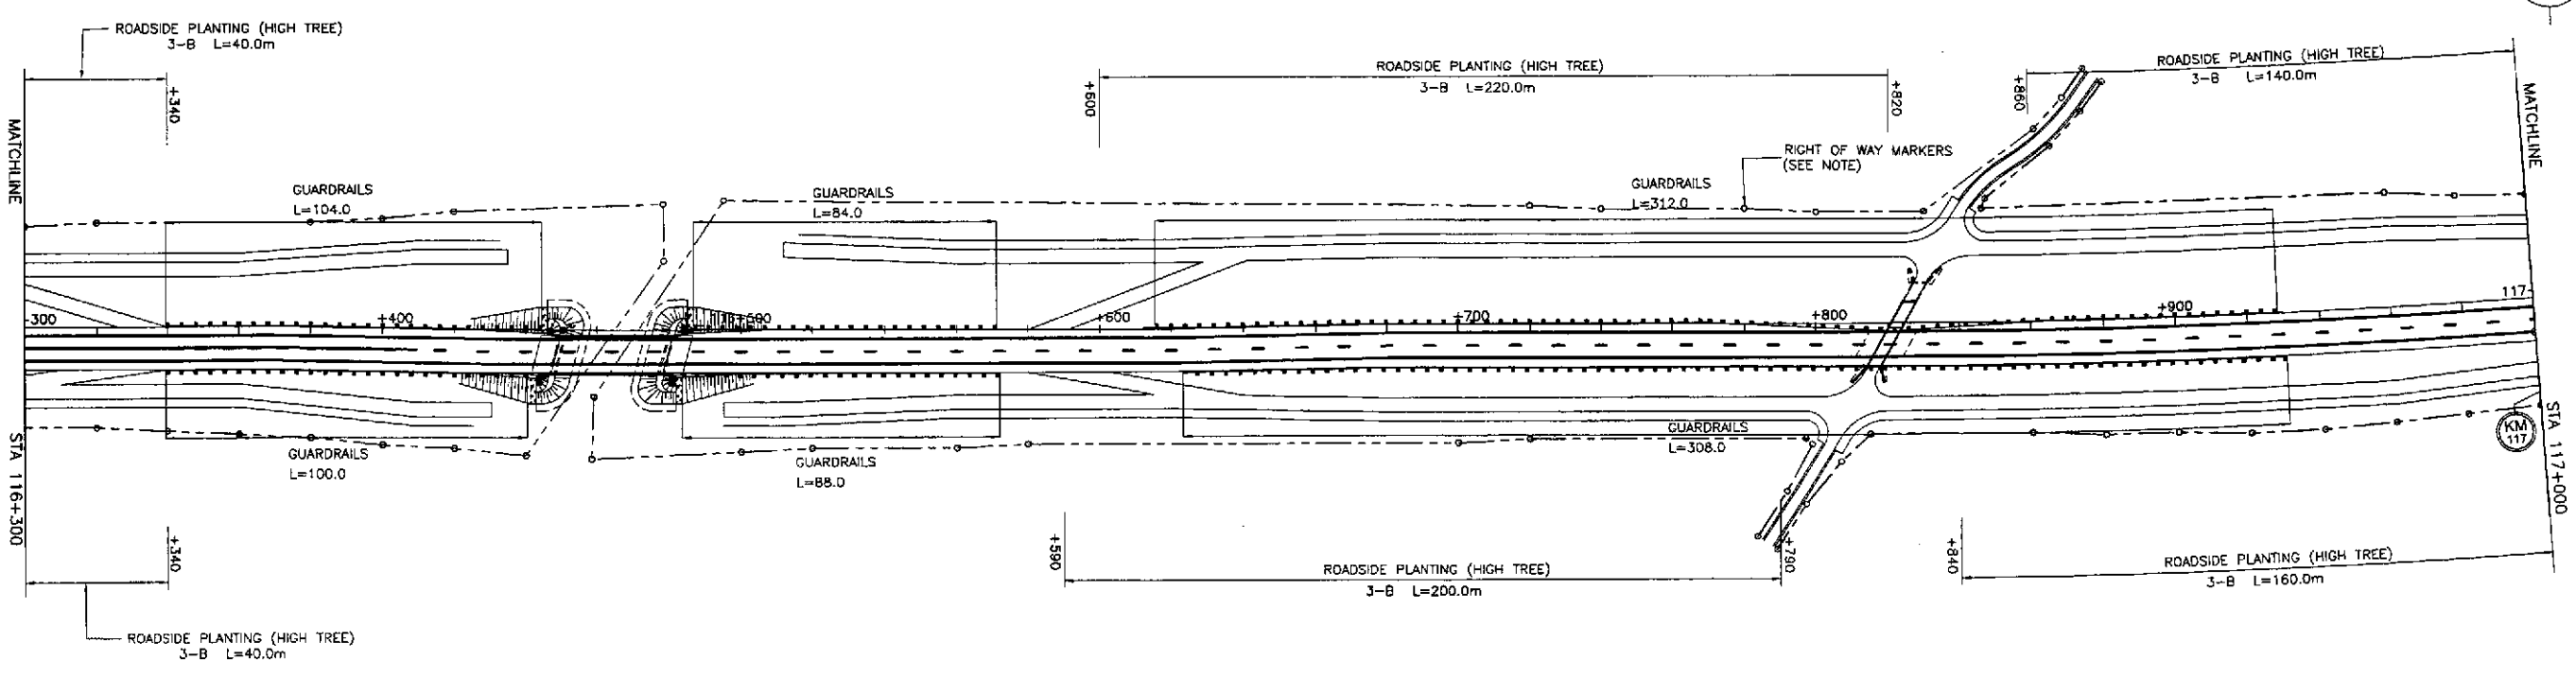 ROADSIDE PLANTING (HIGH TREE)
3-B L=40.0m
ROADSIDE PLANTING (HIGH TREE)
3-B L=220.0m
ROADSIDE PLANTING (HIGH TREE)
3-B L=140.0m
+340
+600
+820
+860
MATCHLINE
MATCHLINE
RIGHT OF WAY MARKERS
(SEE NOTE)
GUARDRAILS
L=104.0
GUARDRAILS
L=84.0
GUARDRAILS
L=312.0
300
+400
+500
+600
+700
+800
+900
117
GUARDRAILS
L=100.0
GUARDRAILS
L=88.0
GUARDRAILS
L=308.0
KM
117
STA 116+300
STA 117+000
+340
+590
+790
+840
ROADSIDE PLANTING (HIGH TREE)
3-B L=200.0m
ROADSIDE PLANTING (HIGH TREE)
3-B L=160.0m
ROADSIDE PLANTING (HIGH TREE)
3-B L=40.0m